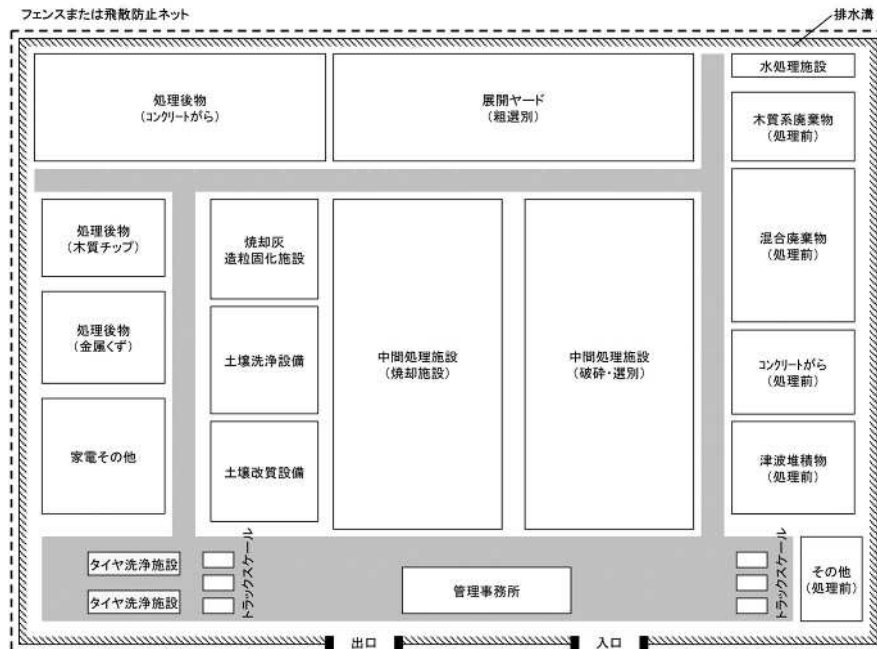 フェンスまたは飛散防止ネット
排水溝
処理後物
(コンクリートがら)
展開ヤード
(粗選別)
水処理施設
木質系廃棄物
(処理前)
処理後物
(木質チップ)
焼却灰
造粒固化施設
混合廃棄物
(処理前)
処理後物
(金属くず)
土壌洗浄設備
中間処理施設
(焼却施設)
中間処理施設
(破砕・選別)
コンクリートがら
(処理前)
家電その他
土壌改質設備
津波堆積物
(処理前)
タイヤ洗浄施設
タイヤ洗浄施設
トラックスケール
管理事務所
トラックスケール
その他
(処理前)
出口
入口